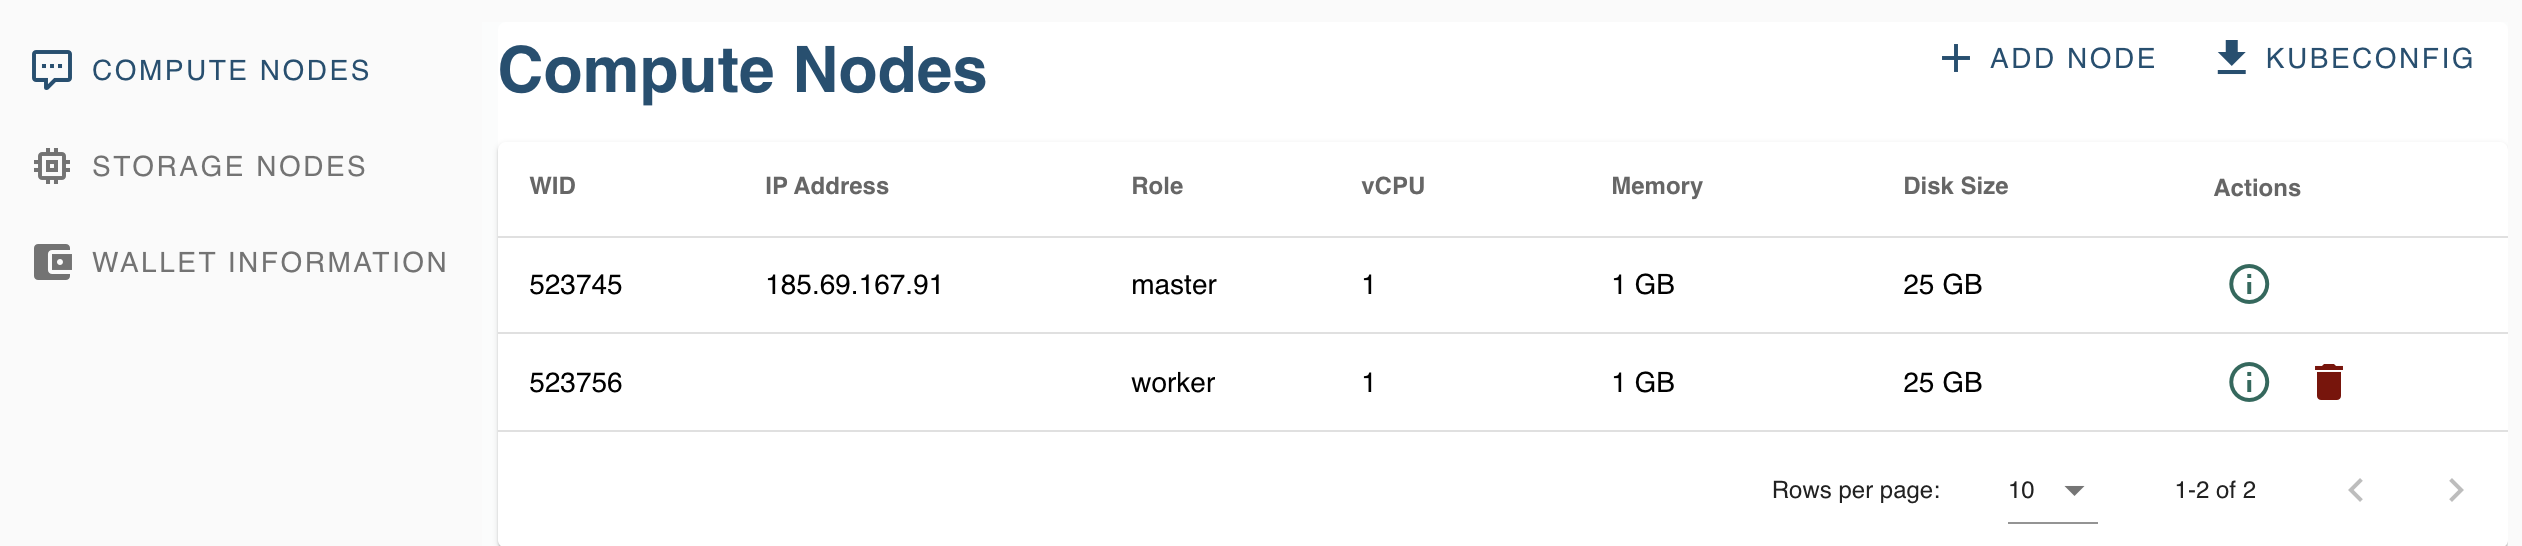 COMPUTE NODES
STORAGE NODES
WALLET INFORMATION
Compute Nodes
ADD NODE KUBECONFIG
WID IP Address Role vCPU Memory Disk Size Actions
523745 185.69.167.91 master 1 1 GB 25 GB
523756 worker 1 1 GB 25 GB
Rows per page: 10 1-2 of 2